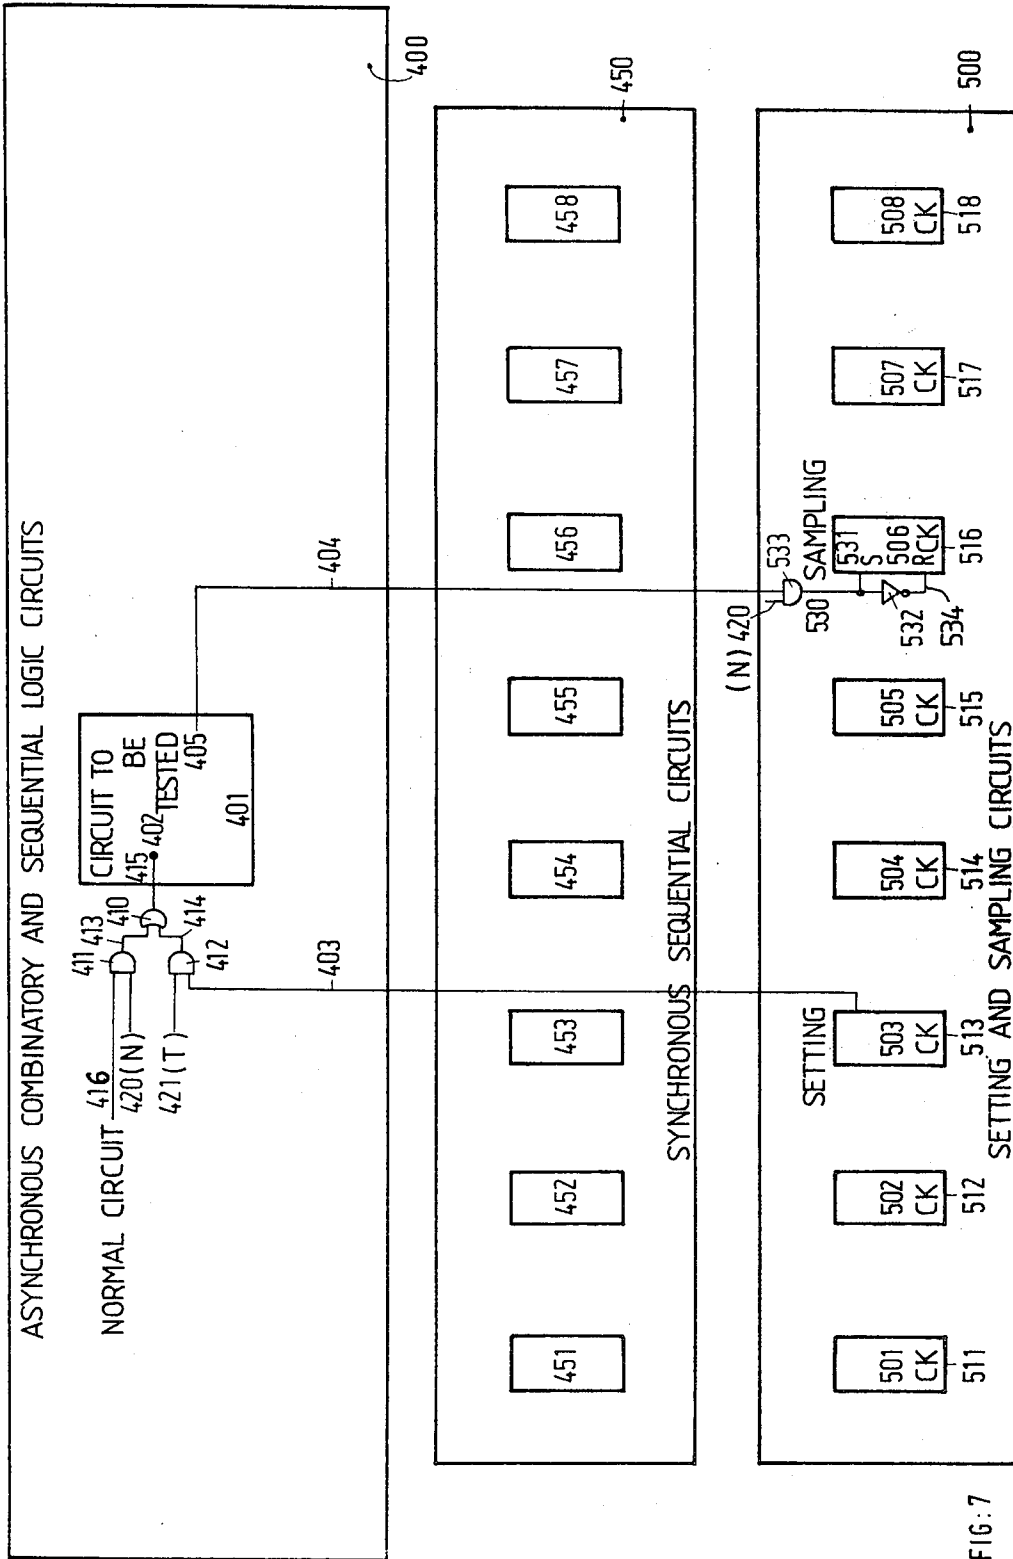 ASYNCHRONOUS COMBINATORY AND SEQUENTIAL LOGIC CIRCUITS
400
NORMAL CIRCUIT 416
420(N)
421(T)
411
413
410
414
412
415
CIRCUIT TO
BE
402 TESTED
405
401
403
404
451
452
453
454
455
456
457
458
450
SYNCHRONOUS SEQUENTIAL CIRCUITS
(N) 420
533
530
SAMPLING
531
S
506
R CK
532
534
516
SETTING
501
CK
511
502
CK
512
503
CK
513
504
CK
514
505
CK
515
507
CK
517
508
CK
518
500
SETTING AND SAMPLING CIRCUITS
FIG:7